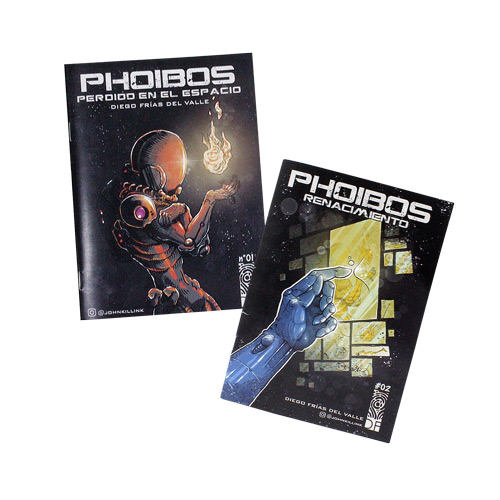 PHOIBOS
PERDIDO EN EL ESPACIO
DIEGO FRÍAS DEL VALLE
nº01
@JOHNKILLINK
PHOIBOS
RENACIMIENTO
#02
DIEGO FRÍAS DEL VALLE
@JOHNKILLINK
DF